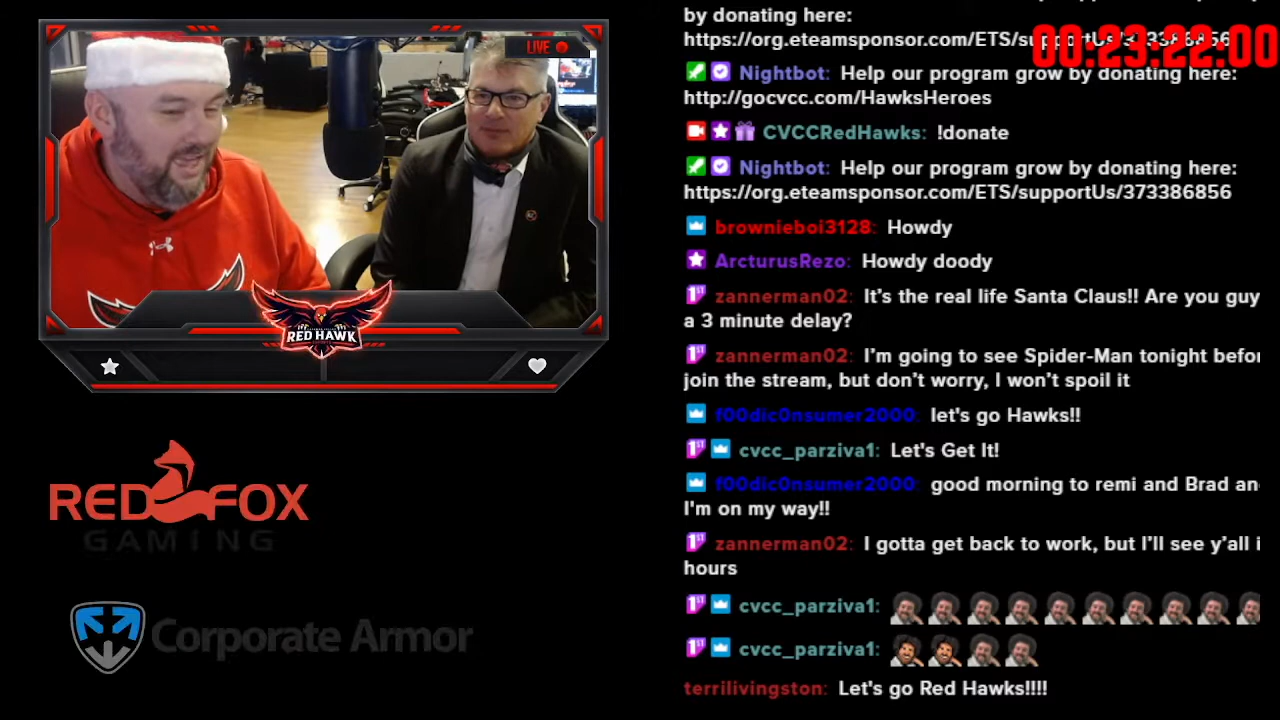 LIVE
RED HAWK
RED FOX
GAMING
Corporate Armor
by donating here:
https://org.eteamsponsor.com/ETS/supportUs/373386856
00:23:22:00
Nightbot: Help our program grow by donating here:
http://gocvcc.com/HawksHeroes
CVCCRedHawks: !donate
Nightbot: Help our program grow by donating here:
https://org.eteamsponsor.com/ETS/supportUs/373386856
brownieboi3128: Howdy
ArcturusRezo: Howdy doody
zannerman02: It's the real life Santa Claus!! Are you guy
a 3 minute delay?
zannerman02: I'm going to see Spider-Man tonight befor
join the stream, but don't worry, I won't spoil it
f00dic0nsumer2000: let's go Hawks!!
cvcc_parziva1: Let's Get It!
f00dic0nsumer2000: good morning to remi and Brad an
I'm on my way!!
zannerman02: I gotta get back to work, but I'll see y'all i
hours
cvcc_parziva1:
cvcc_parziva1:
terrilivingston: Let's go Red Hawks!!!!